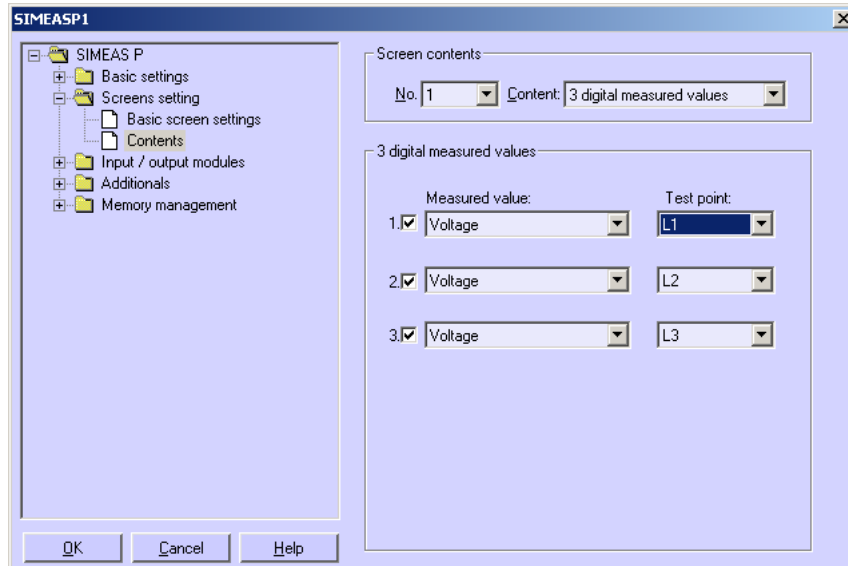 SIMEASP1
SIMEAS P
Basic settings
Screens setting
Basic screen settings
Contents
Input / output modules
Additionals
Memory management
OK Cancel Help
Screen contents
No. 1 Content: 3 digital measured values
3 digital measured values
Measured value: Test point:
1. Voltage L1
2. Voltage L2
3. Voltage L3